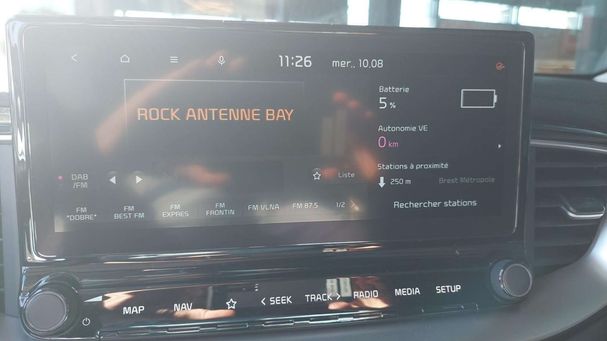 11:26 mer., 10.08
ROCK ANTENNE BAY
Batterie
5 %
Autonomie VE
0 km
Stations à proximité
250 m Brest Métropole
Rechercher stations
DAB
/FM
Liste
FM
"DOBRE"
FM
BEST FM
FM
EXPRES
FM
FRONTIN
FM VLNA
FM 87.5
1/2
MAP NAV < SEEK TRACK > RADIO MEDIA SETUP